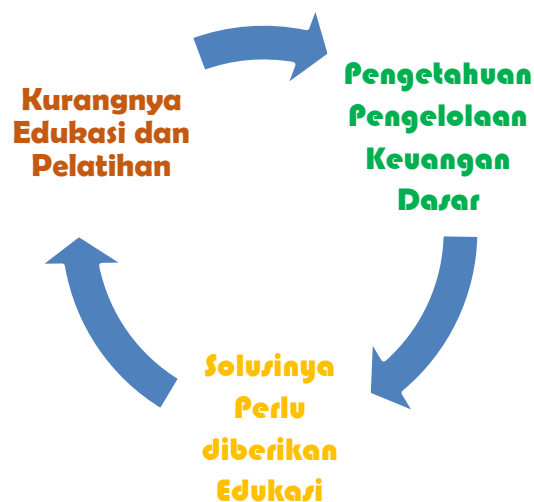 Kurangnya
Edukasi dan
Pelatihan
Pengetahuan
Pengelolaan
Keuangan
Dasar
Solusinya
Perlu
diberikan
Edukasi